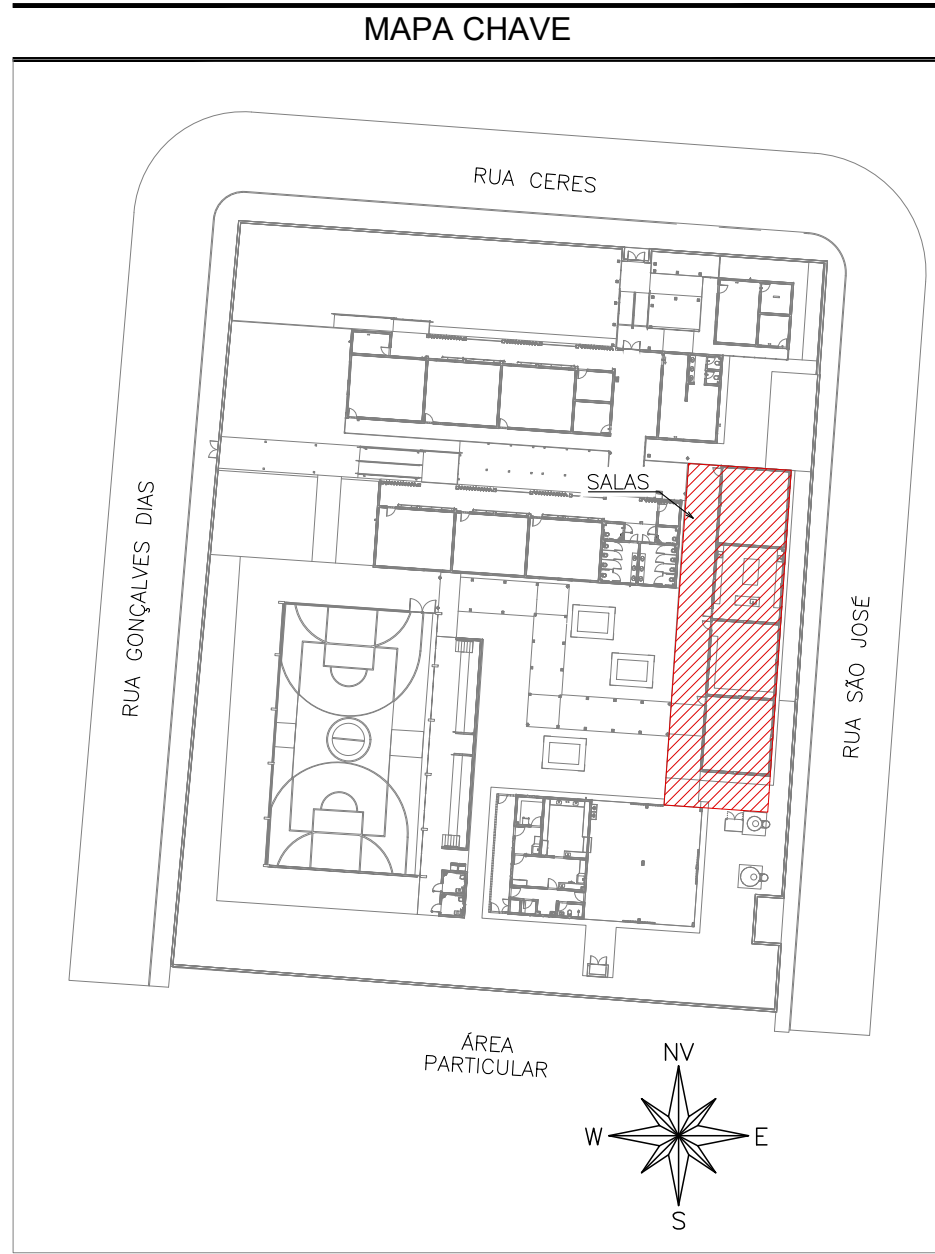 MAPA CHAVE
RUA CERES
SALAS
RUA GONÇALVES DIAS
RUA SÃO JOSÉ
ÁREA
PARTICULAR
NV
W
E
S